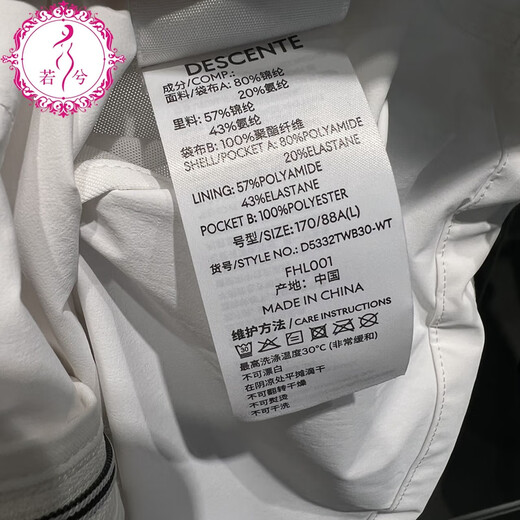 若兮
DESCENTE
成分/COMP.:
面料/袋布A: 80%锦纶
20%氨纶
里料: 57%锦纶
43%氨纶
袋布B: 100%聚酯纤维
SHELL/POCKET A: 80%POLYAMIDE
20%ELASTANE
LINING: 57%POLYAMIDE
43%ELASTANE
POCKET B: 100%POLYESTER
号型/SIZE: 170/88A(L)
货号/STYLE NO.: D5332TWB30-WT
FHL001
产地: 中国
MADE IN CHINA
维护方法/CARE INSTRUCTIONS
30
最高洗涤温度30°C (非常缓和)
不可漂白
在阴凉处平摊滴干
不可翻转干燥
不可熨烫
不可干洗